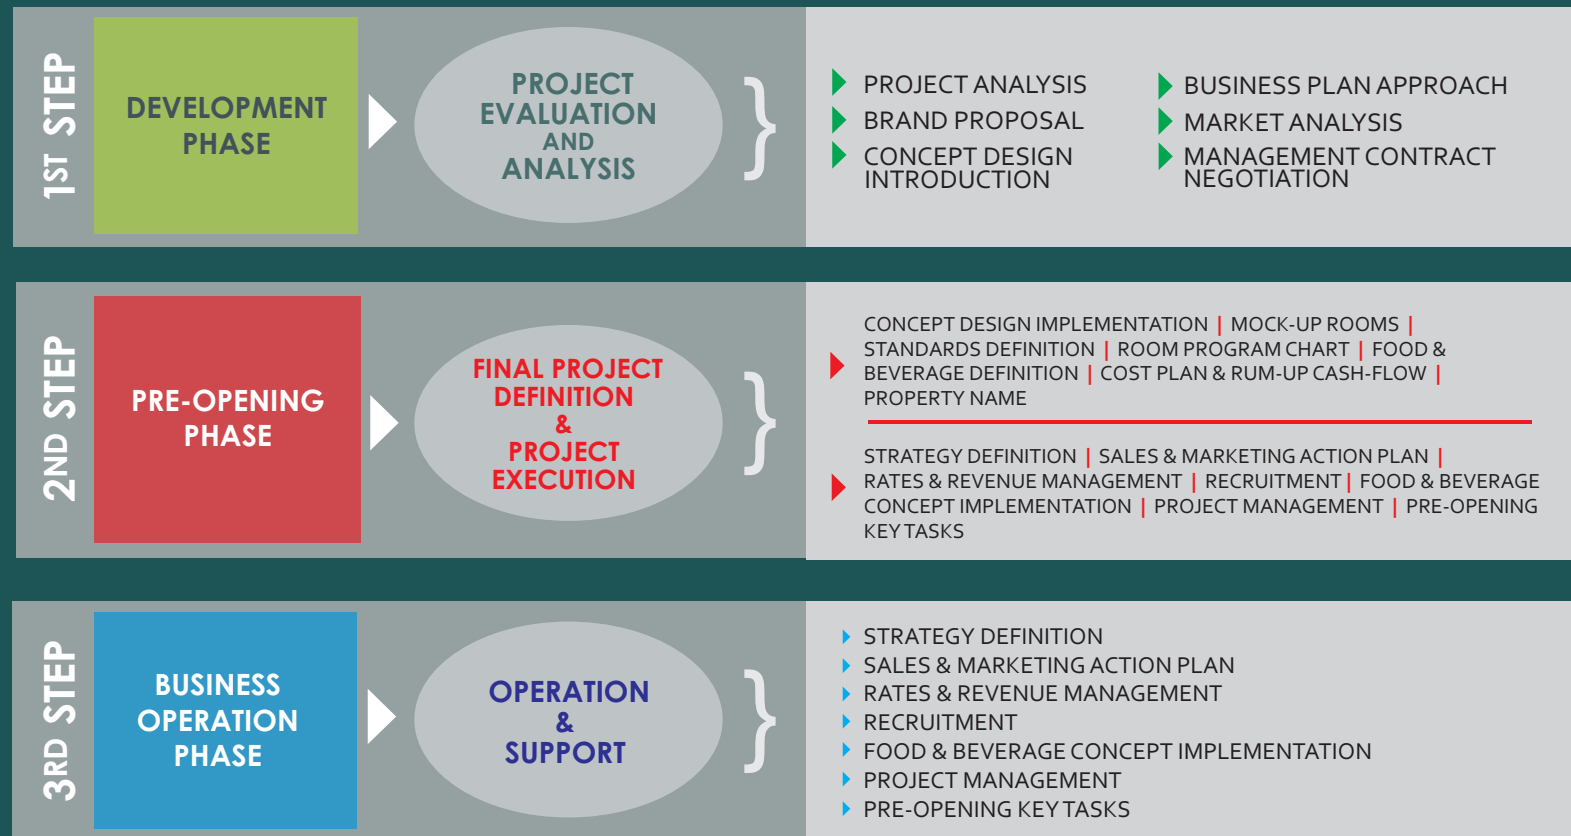 1ST STEP
DEVELOPMENT
PHASE
PROJECT
EVALUATION
AND
ANALYSIS
}
PROJECT ANALYSIS
BRAND PROPOSAL
CONCEPT DESIGN
INTRODUCTION
BUSINESS PLAN APPROACH
MARKET ANALYSIS
MANAGEMENT CONTRACT
NEGOTIATION
2ND STEP
PRE-OPENING
PHASE
FINAL PROJECT
DEFINITION
&
PROJECT
EXECUTION
}
CONCEPT DESIGN IMPLEMENTATION | MOCK-UP ROOMS |
STANDARDS DEFINITION | ROOM PROGRAM CHART | FOOD &
BEVERAGE DEFINITION | COST PLAN & RUM-UP CASH-FLOW |
PROPERTY NAME
STRATEGY DEFINITION | SALES & MARKETING ACTION PLAN |
RATES & REVENUE MANAGEMENT | RECRUITMENT | FOOD & BEVERAGE
CONCEPT IMPLEMENTATION | PROJECT MANAGEMENT | PRE-OPENING
KEY TASKS
3RD STEP
BUSINESS
OPERATION
PHASE
OPERATION
&
SUPPORT
}
STRATEGY DEFINITION
SALES & MARKETING ACTION PLAN
RATES & REVENUE MANAGEMENT
RECRUITMENT
FOOD & BEVERAGE CONCEPT IMPLEMENTATION
PROJECT MANAGEMENT
PRE-OPENING KEY TASKS